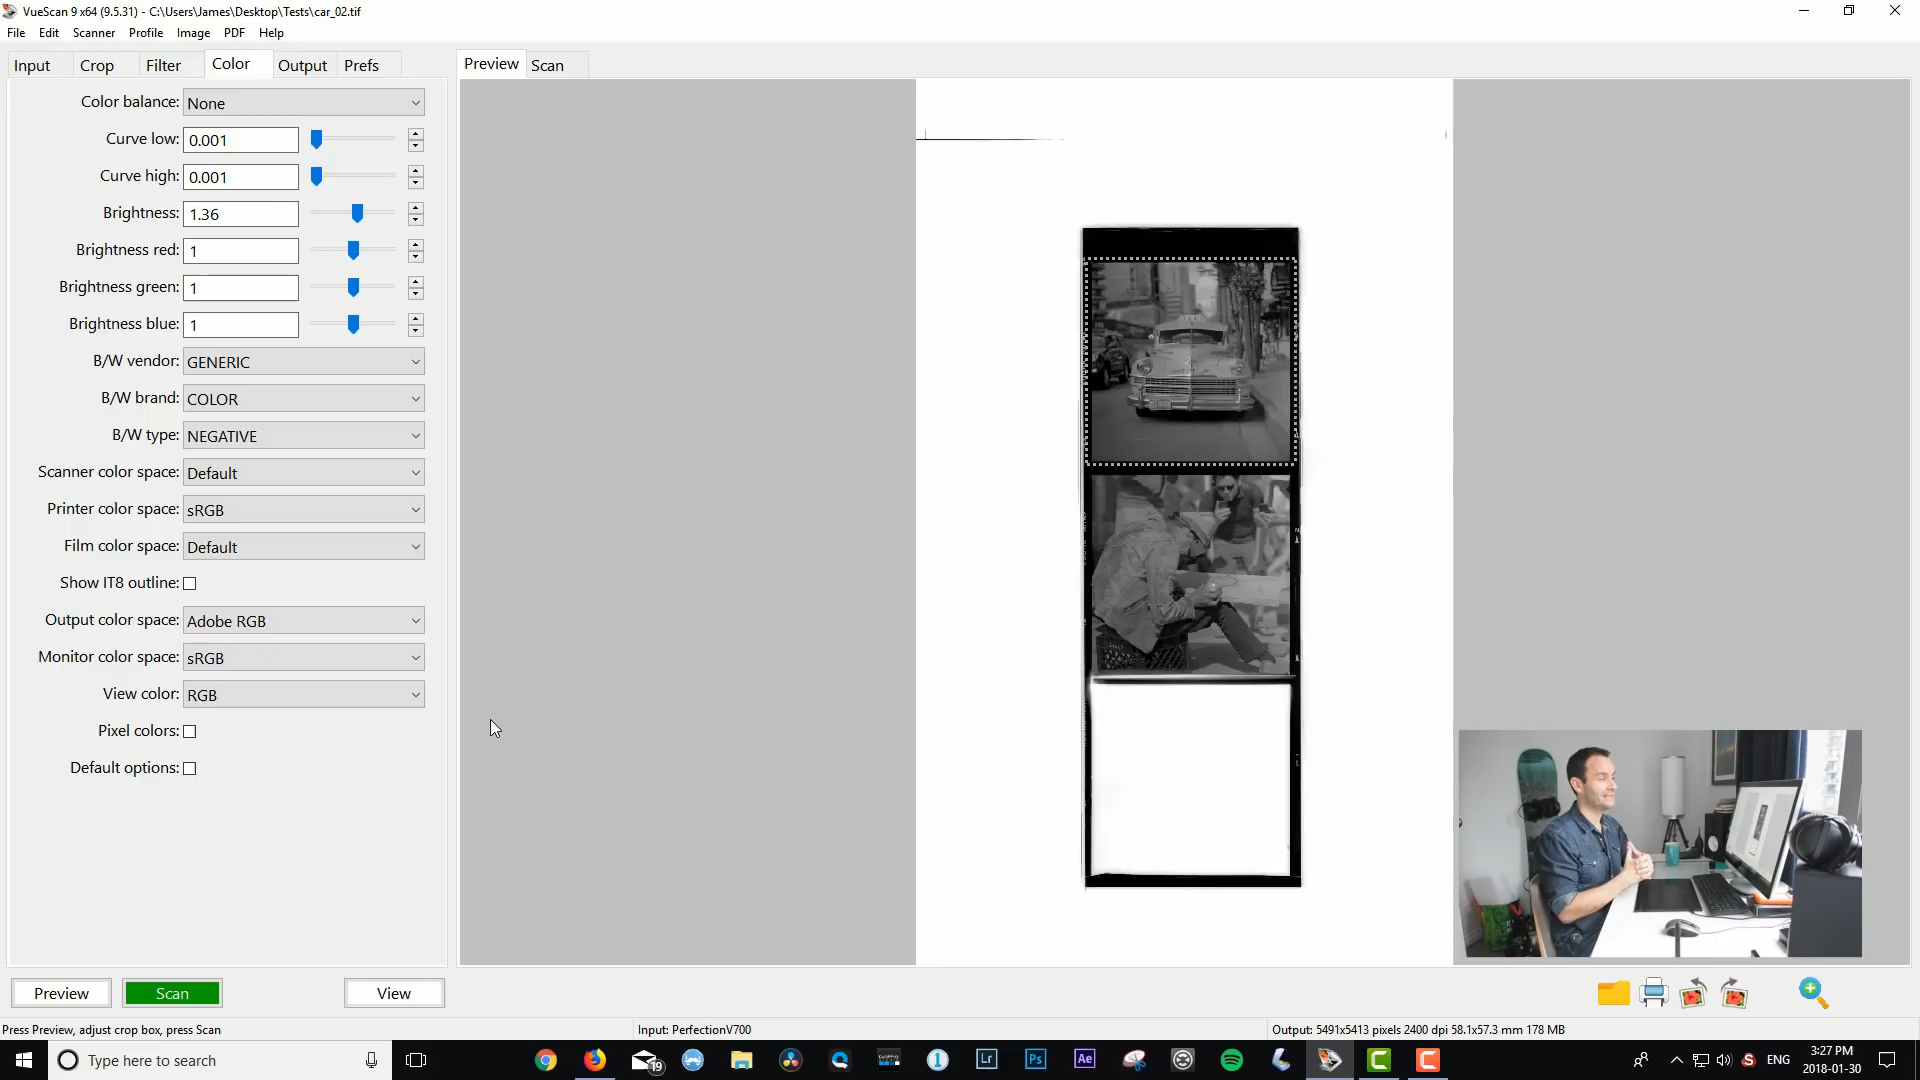 VueScan 9 x64 (9.5.31) - C:\Users\James\Desktop\Tests\car_02.tif
File Edit Scanner Profile Image PDF Help
Input Crop Filter Color Output Prefs
Preview Scan
Color balance: None
Curve low: 0.001
Curve high: 0.001
Brightness: 1.36
Brightness red: 1
Brightness green: 1
Brightness blue: 1
B/W vendor: GENERIC
B/W brand: COLOR
B/W type: NEGATIVE
Scanner color space: Default
Printer color space: sRGB
Film color space: Default
Show IT8 outline:
Output color space: Adobe RGB
Monitor color space: sRGB
View color: RGB
Pixel colors:
Default options:
Preview Scan View
Press Preview, adjust crop box, press Scan
Input: PerfectionV700
Output: 5491x5413 pixels 2400 dpi 58.1x57.3 mm 178 MB
Type here to search
19
Lr
Ps
Ae
ENG
3:27 PM
2018-01-30